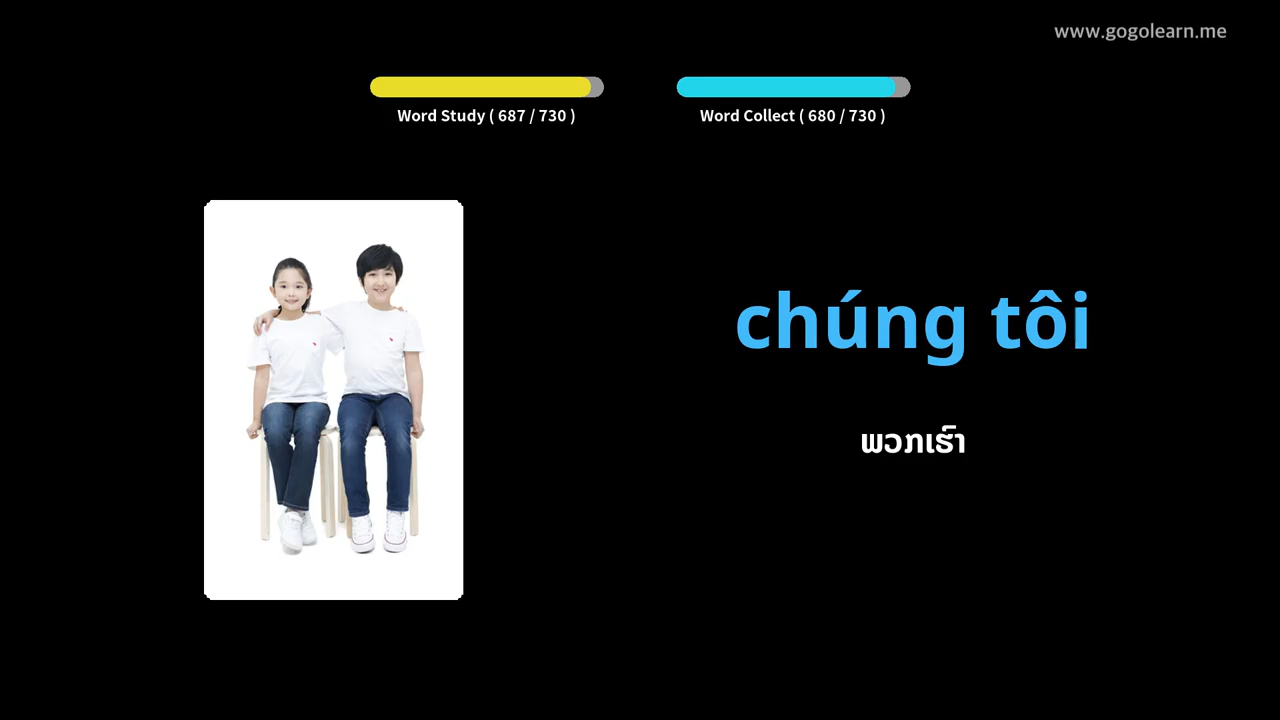 www.gogolearn.me
Word Study ( 687 / 730 )
Word Collect ( 680 / 730 )
chúng tôi
ພວກເຮົາ